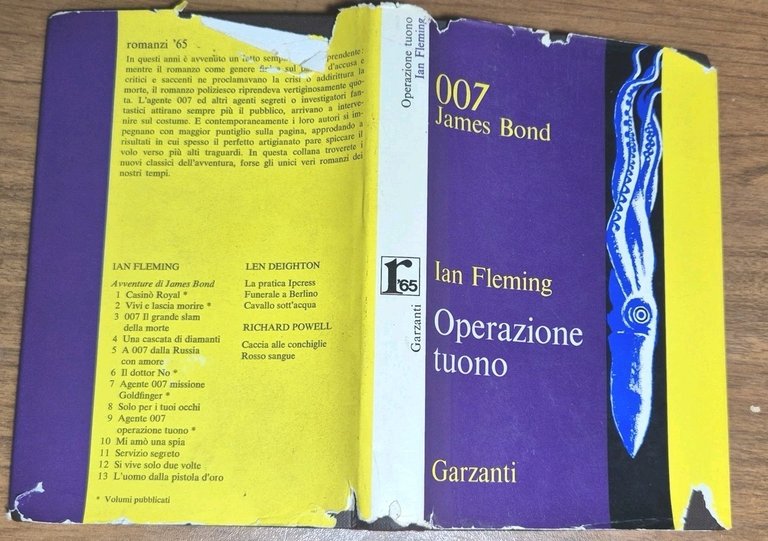 romanzi '65
In questi anni è avvenuto un fatto prendente:
mentre il romanzo come genere sul d'accusa e
critici e saccenti ne proclamavano la crisi o addirittura la
morte, il romanzo poliziesco riprendeva vertiginosamente quo-
ta. L'agente 007 ed altri agenti segreti o investigatori fan-
tastici attirano sempre più il pubblico, arrivano a interve-
nire sul costume. E contemporaneamente i loro autori si im-
pegnano con maggior puntiglio sulla pagina, approdando a
risultati in cui spesso il perfetto artigianato pare spiccare il
volo verso più alti traguardi. In questa collana troverete i
nuovi classici dell'avventura, forse gli unici veri romanzi dei
nostri tempi.
IAN FLEMING
Avventure di James Bond
1 Casinò Royal *
2 Vivi e lascia morire *
3 007 Il grande slam
della morte
4 Una cascata di diamanti
5 A 007 dalla Russia
con amore
6 Il dottor No *
7 Agente 007 missione
Goldfinger *
8 Solo per i tuoi occhi
9 Agente 007
operazione tuono *
10 Mi amò una spia
11 Servizio segreto
12 Si vive solo due volte
13 L'uomo dalla pistola d'oro
* Volumi pubblicati
LEN DEIGHTON
La pratica Ipcress
Funerale a Berlino
Cavallo sott'acqua
RICHARD POWELL
Caccia alle conchiglie
Rosso sangue
Operazione tuono
Ian Fleming
r'65
Garzanti
007
James Bond
Ian Fleming
Operazione
tuono
Garzanti